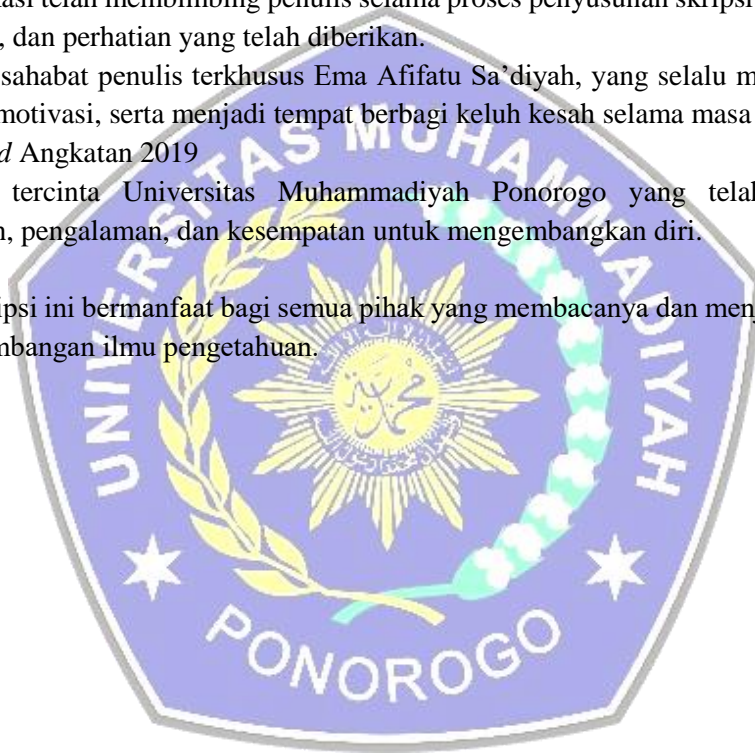 asi telah membimbing penulis selama proses penyusunan skripsi
, dan perhatian yang telah diberikan.
sahabat penulis terkhusus Ema Afifatu Sa’diyah, yang selalu m
motivasi, serta menjadi tempat berbagi keluh kesah selama masa
d Angkatan 2019
tercinta Universitas Muhammadiyah Ponorogo yang telah
n, pengalaman, dan kesempatan untuk mengembangkan diri.
ipsi ini bermanfaat bagi semua pihak yang membacanya dan menj
mbangan ilmu pengetahuan.
UNIVERSITAS MUHAMMADIYAH
محمدية
PONOROGO